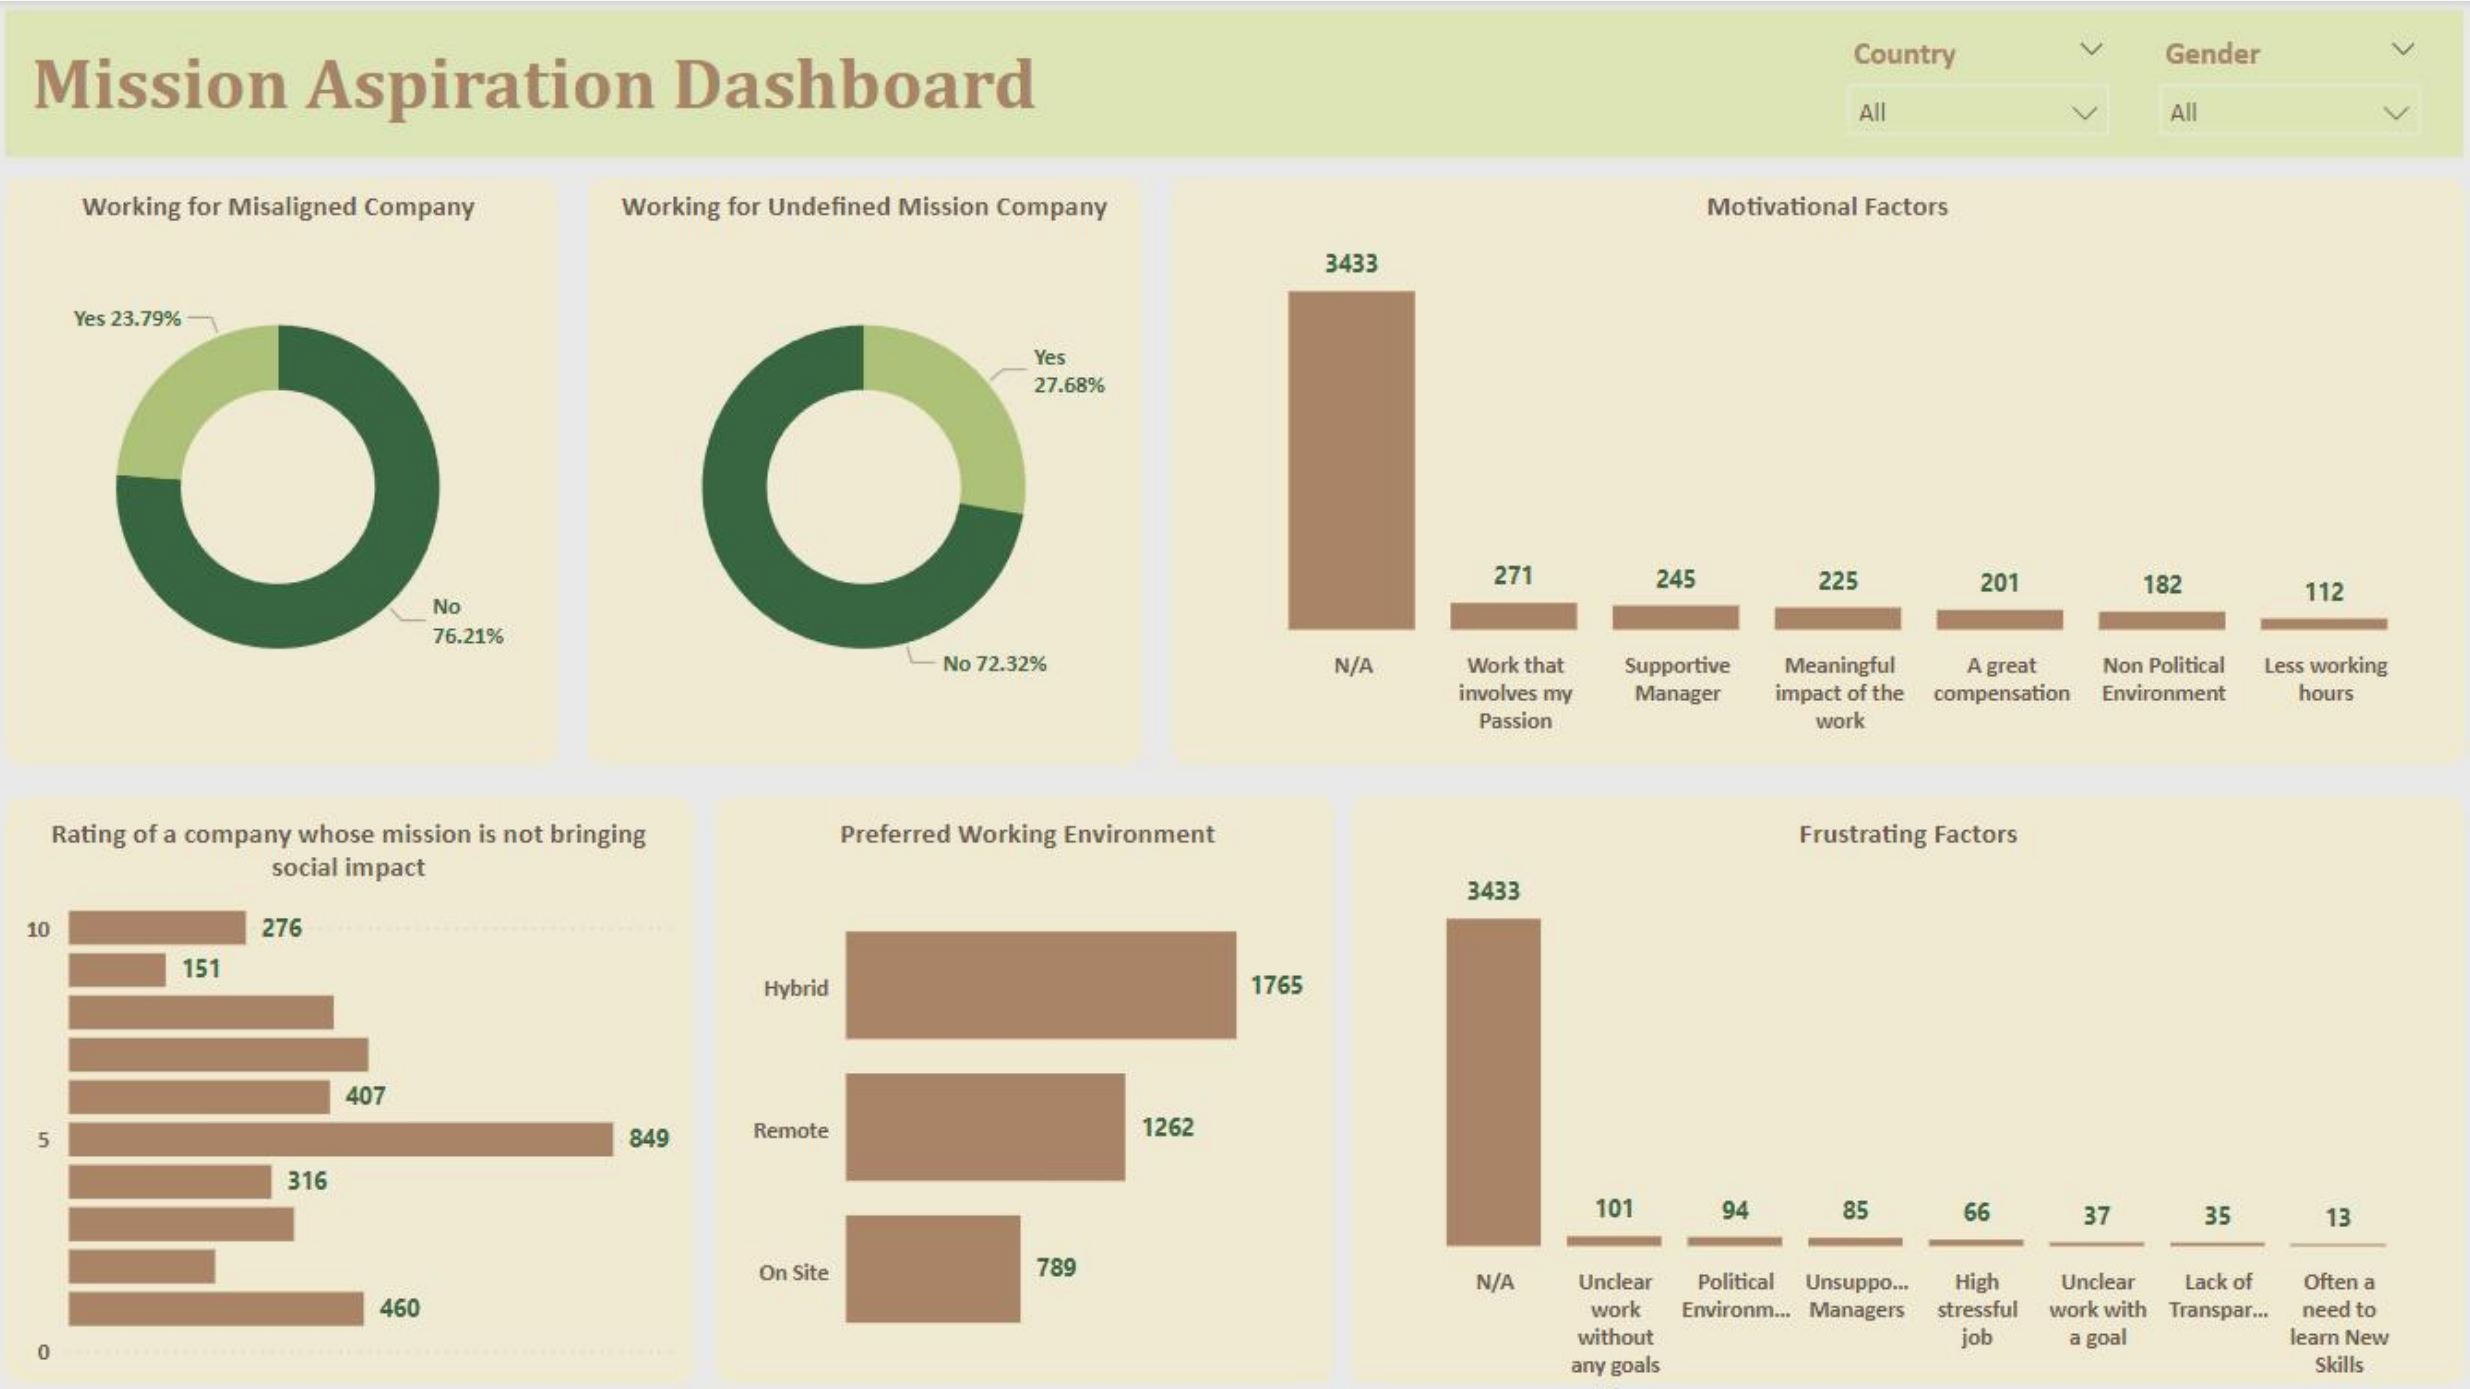 Mission Aspiration Dashboard
Country
All
Gender
All
Working for Misaligned Company
Yes 23.79%
No
76.21%
Working for Undefined Mission Company
Yes
27.68%
No 72.32%
Motivational Factors
3433
271
245
225
201
182
112
N/A
Work that
involves my
Passion
Supportive
Manager
Meaningful
impact of the
work
A great
compensation
Non Political
Environment
Less working
hours
Rating of a company whose mission is not bringing
social impact
10
276
151
407
5
849
316
460
0
Preferred Working Environment
Hybrid
1765
Remote
1262
On Site
789
Frustrating Factors
3433
101
94
85
66
37
35
13
N/A
Unclear
work
without
any goals
Political
Environm...
Unsuppo...
Managers
High
stressful
job
Unclear
work with
a goal
Lack of
Transpar...
Often a
need to
learn New
Skills